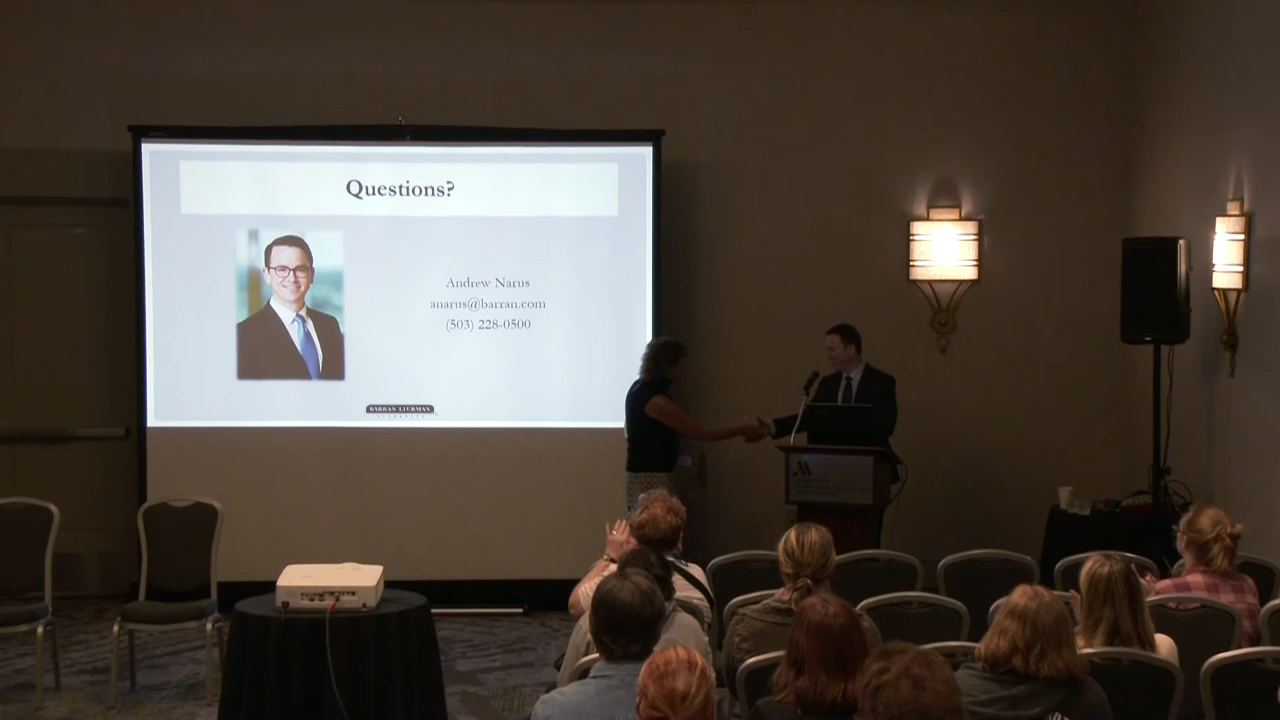 Questions?
Andrew Narus
anarus@barran.com
(503) 228-0500
BARRAN LIEBMAN